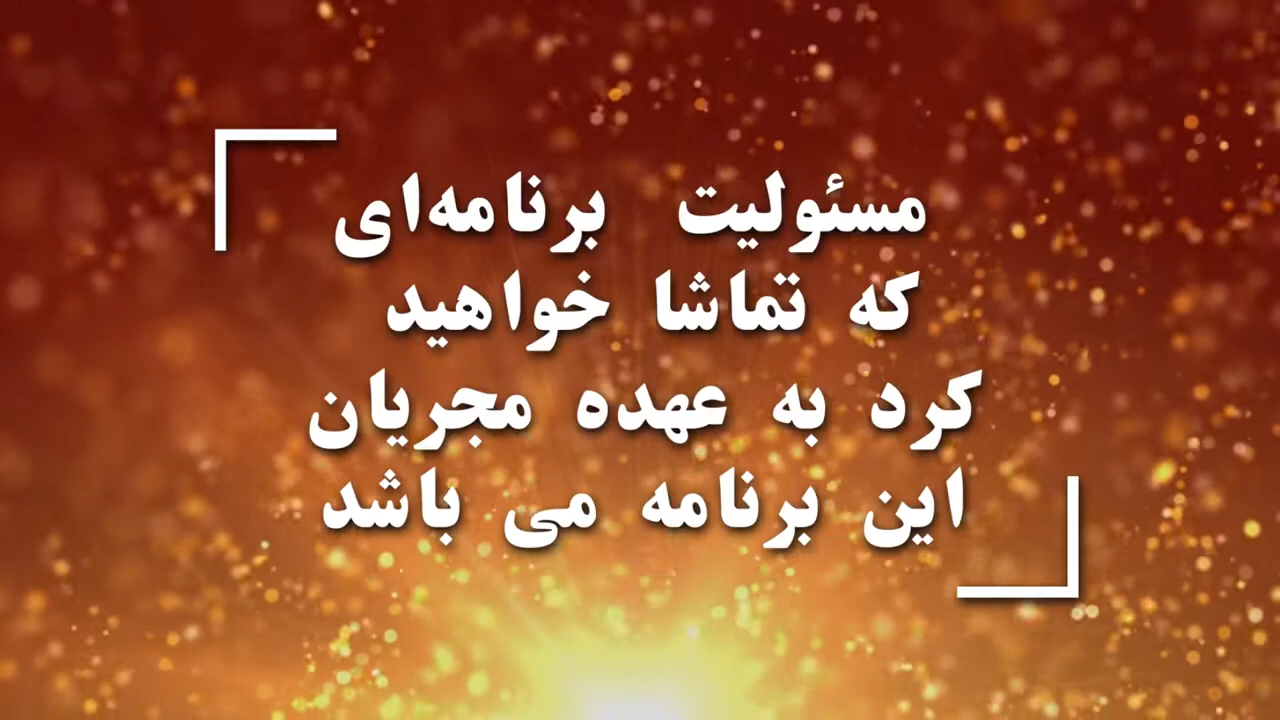 مسئولیت برنامه‌ای
که تماشا خواهید
کرد به عهده مجریان
این برنامه می باشد